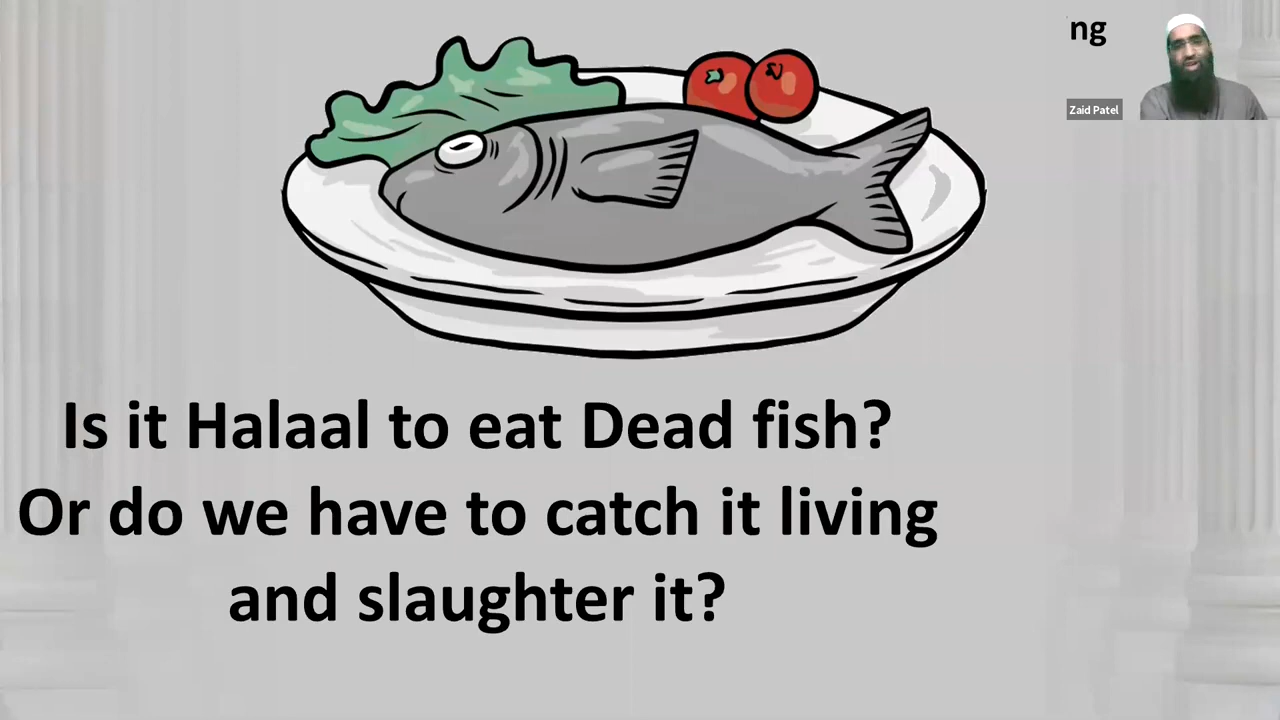 ng
Zaid Patel
Is it Halaal to eat Dead fish?
Or do we have to catch it living
and slaughter it?